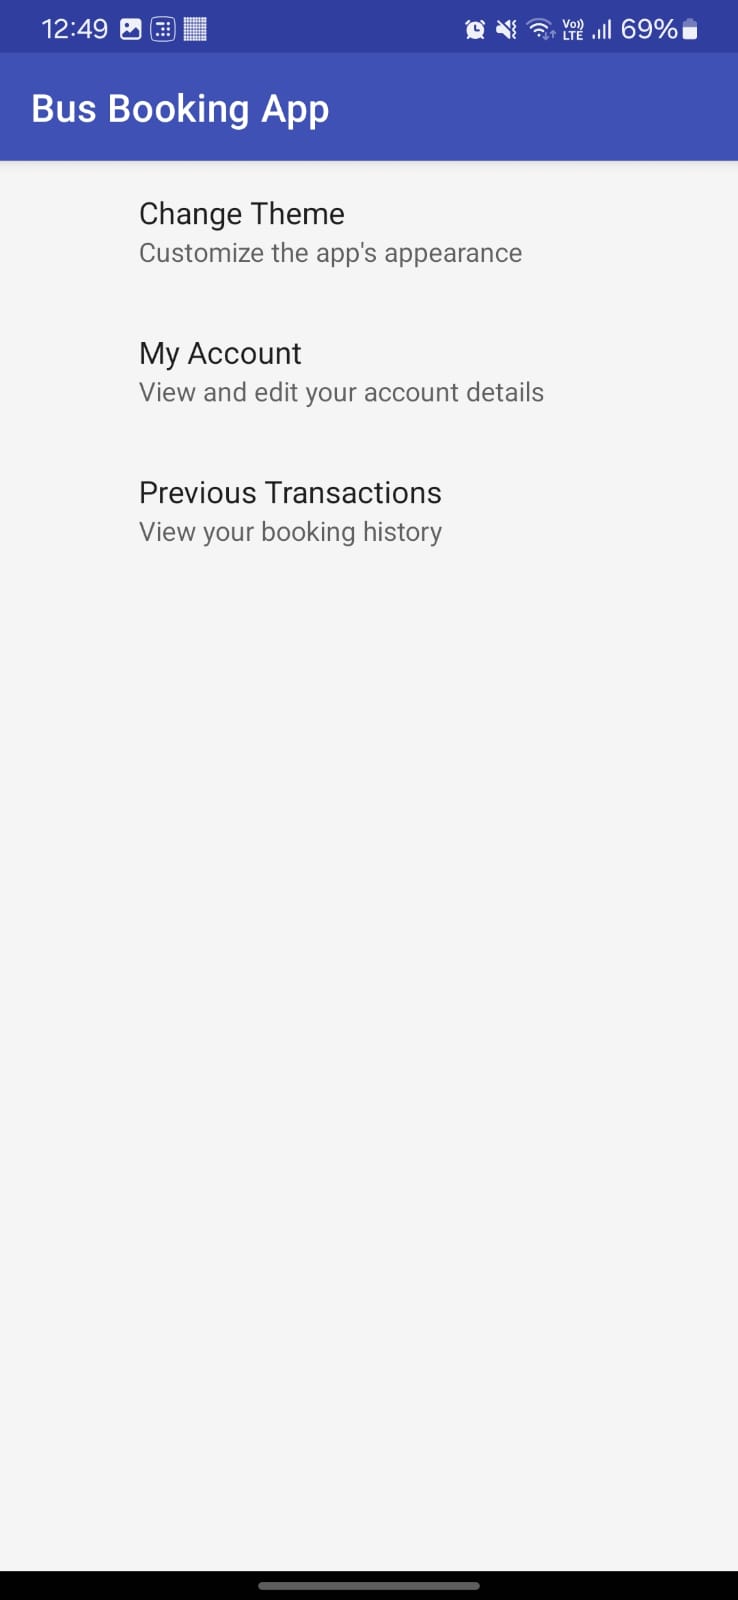 12:49 Vo)) LTE 69%
Bus Booking App
Change Theme
Customize the app's appearance
My Account
View and edit your account details
Previous Transactions
View your booking history